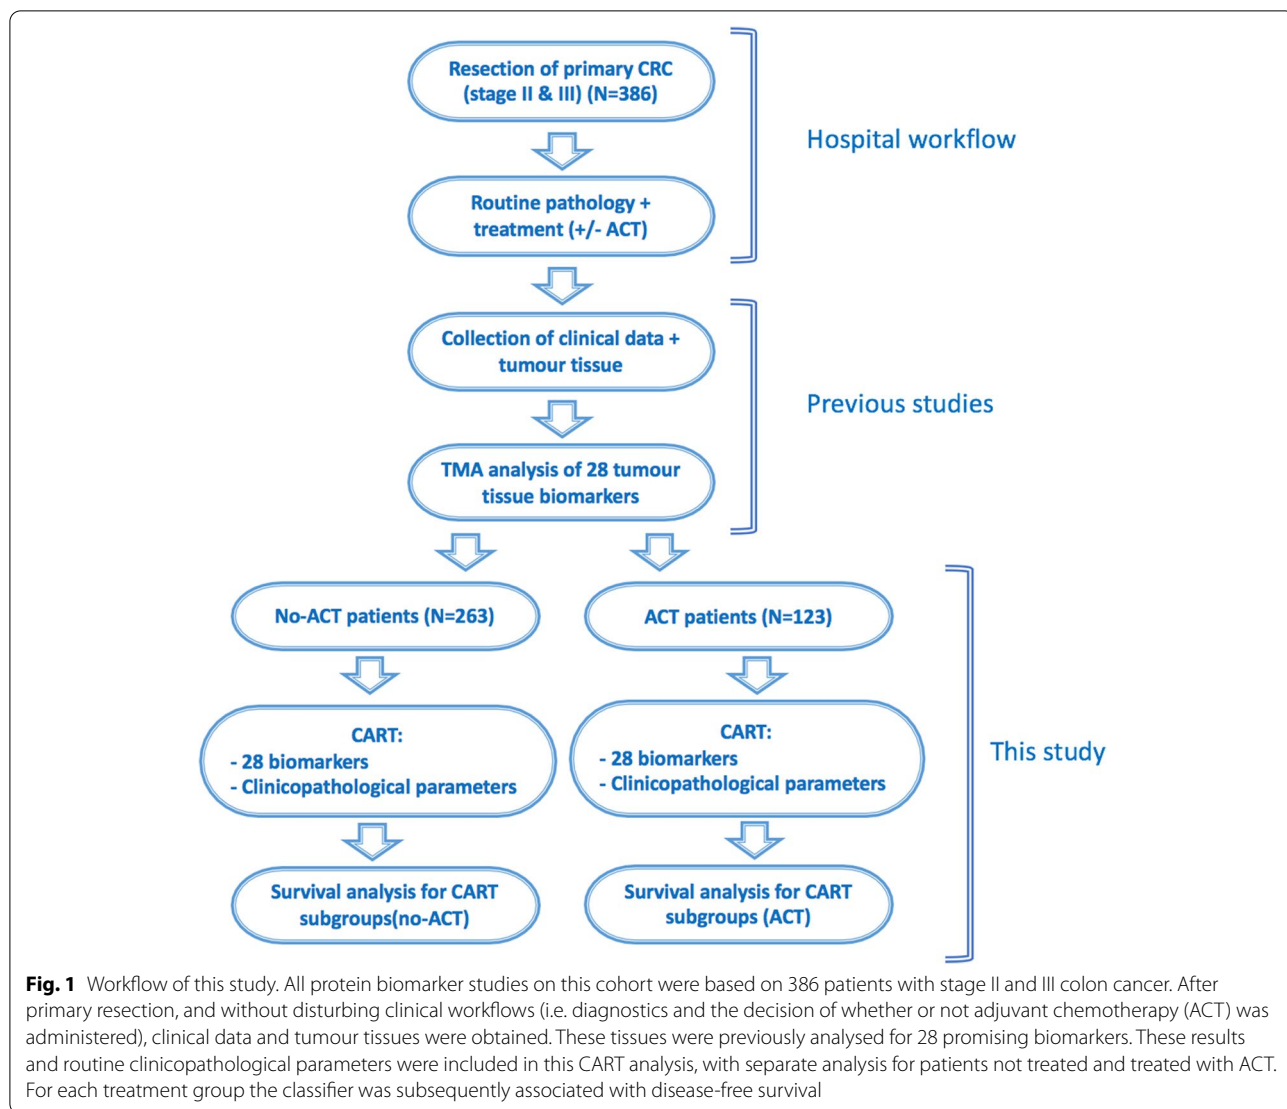 Resection of primary CRC
(stage II & III) (N=386)
Hospital workflow
Routine pathology +
treatment (+/- ACT)
Collection of clinical data +
tumour tissue
Previous studies
TMA analysis of 28 tumour
tissue biomarkers
No-ACT patients (N=263)
ACT patients (N=123)
CART:
- 28 biomarkers
- Clinicopathological parameters
CART:
- 28 biomarkers
- Clinicopathological parameters
This study
Survival analysis for CART
subgroups(no-ACT)
Survival analysis for CART
subgroups (ACT)
Fig. 1 Workflow of this study. All protein biomarker studies on this cohort were based on 386 patients with stage II and III colon cancer. After
primary resection, and without disturbing clinical workflows (i.e. diagnostics and the decision of whether or not adjuvant chemotherapy (ACT) was
administered), clinical data and tumour tissues were obtained. These tissues were previously analysed for 28 promising biomarkers. These results
and routine clinicopathological parameters were included in this CART analysis, with separate analysis for patients not treated and treated with ACT.
For each treatment group the classifier was subsequently associated with disease-free survival